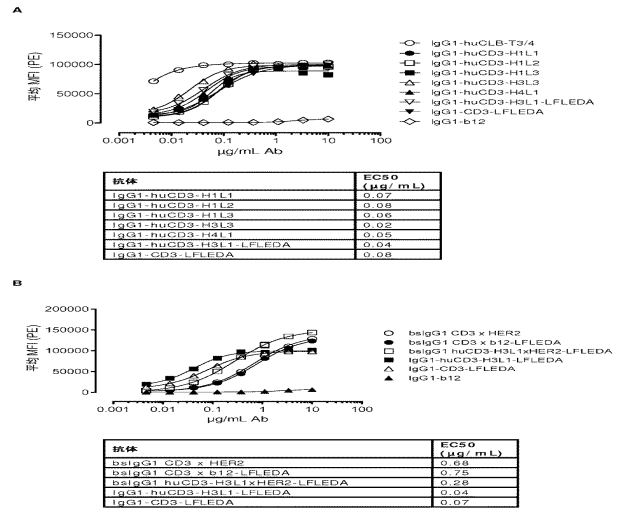 A
150000
100000
50000
0
平均 MFI (PE)
0.001
0.01
0.1
1
10
100
μg/mL Ab
IgG1-huCLB-T3/4
IgG1-huCD3-H1L1
IgG1-huCD3-H1L2
IgG1-huCD3-H1L3
IgG1-huCD3-H3L3
IgG1-huCD3-H4L1
IgG1-huCD3-H3L1-LFLEDA
IgG1-CD3-LFLEDA
IgG1-b12
抗体 EC50 (μg/mL)
IgG1-huCD3-H1L1 0.07
IgG1-huCD3-H1L2 0.08
IgG1-huCD3-H1L3 0.06
IgG1-huCD3-H3L3 0.02
IgG1-huCD3-H4L1 0.05
IgG1-huCD3-H3L1-LFLEDA 0.04
IgG1-CD3-LFLEDA 0.08
B
200000
150000
100000
50000
0
平均 MFI (PE)
0.001
0.01
0.1
1
10
100
μg/mL Ab
bsIgG1 CD3 x HER2
bsIgG1 CD3 x b12-LFLEDA
bsIgG1 huCD3-H3L1xHER2-LFLEDA
IgG1-huCD3-H3L1-LFLEDA
IgG1-CD3-LFLEDA
IgG1-b12
抗体 EC50 (μg/mL)
bsIgG1 CD3 x HER2 0.68
bsIgG1 CD3 x b12-LFLEDA 0.75
bsIgG1 huCD3-H3L1xHER2-LFLEDA 0.28
IgG1-huCD3-H3L1-LFLEDA 0.04
IgG1-CD3-LFLEDA 0.07